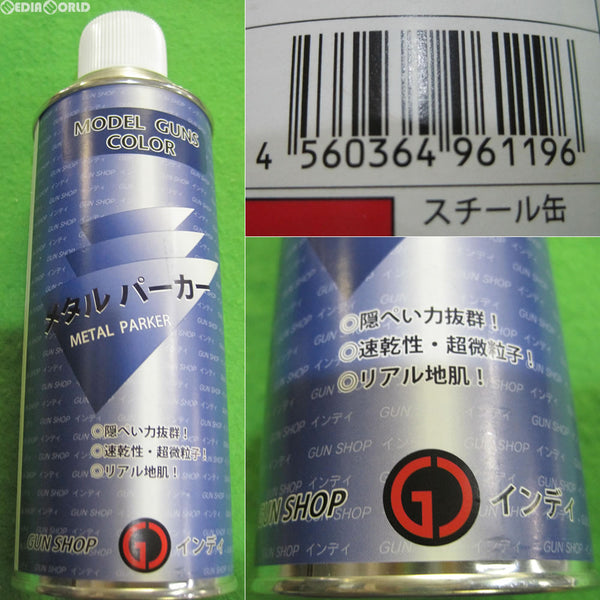 MEDIAWORLD
MODEL GUNS
COLOR
メタル パーカー
METAL PARKER
◎隠ぺい力抜群！
◎速乾性・超微粒子！
◎リアル地肌！
GUN SHOP インディ
4 560364 961196
スチール缶
◎隠ぺい力抜群！
◎速乾性・超微粒子！
◎リアル地肌！
GUN SHOP インディ